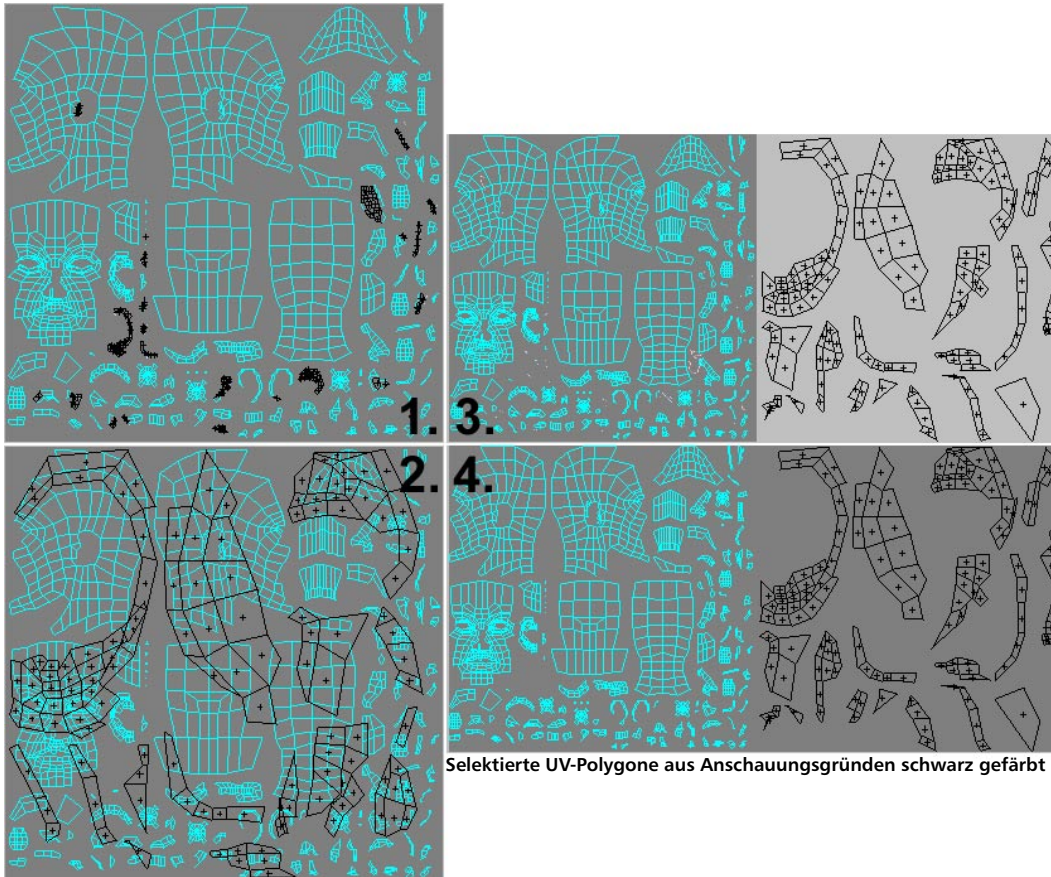 1. 3.
2. 4.
Selektierte UV-Polygone aus Anschauungsgründen schwarz gefärbt